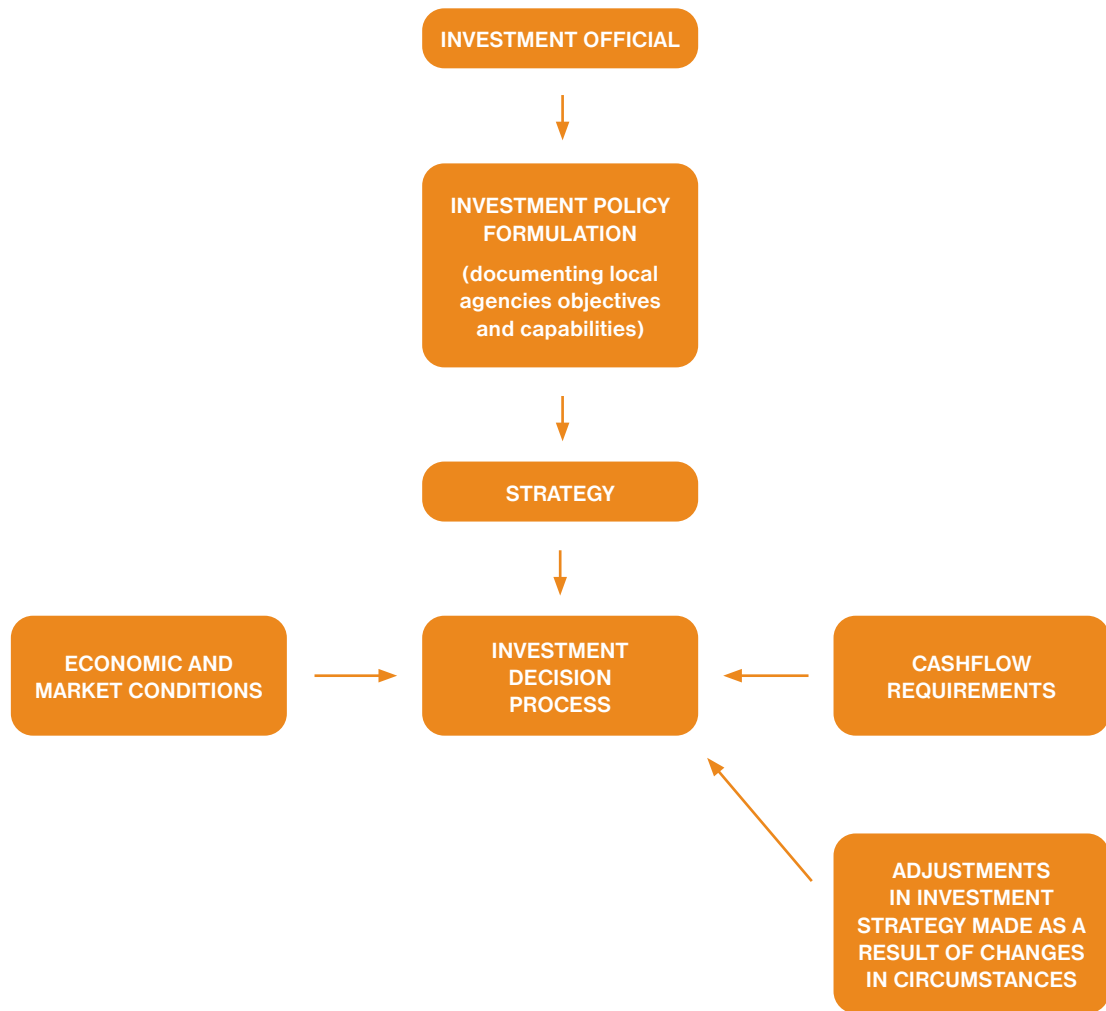 INVESTMENT OFFICIAL
INVESTMENT POLICY
FORMULATION
(documenting local
agencies objectives
and capabilities)
STRATEGY
ECONOMIC AND
MARKET CONDITIONS
INVESTMENT
DECISION
PROCESS
CASHFLOW
REQUIREMENTS
ADJUSTMENTS
IN INVESTMENT
STRATEGY MADE AS A
RESULT OF CHANGES
IN CIRCUMSTANCES